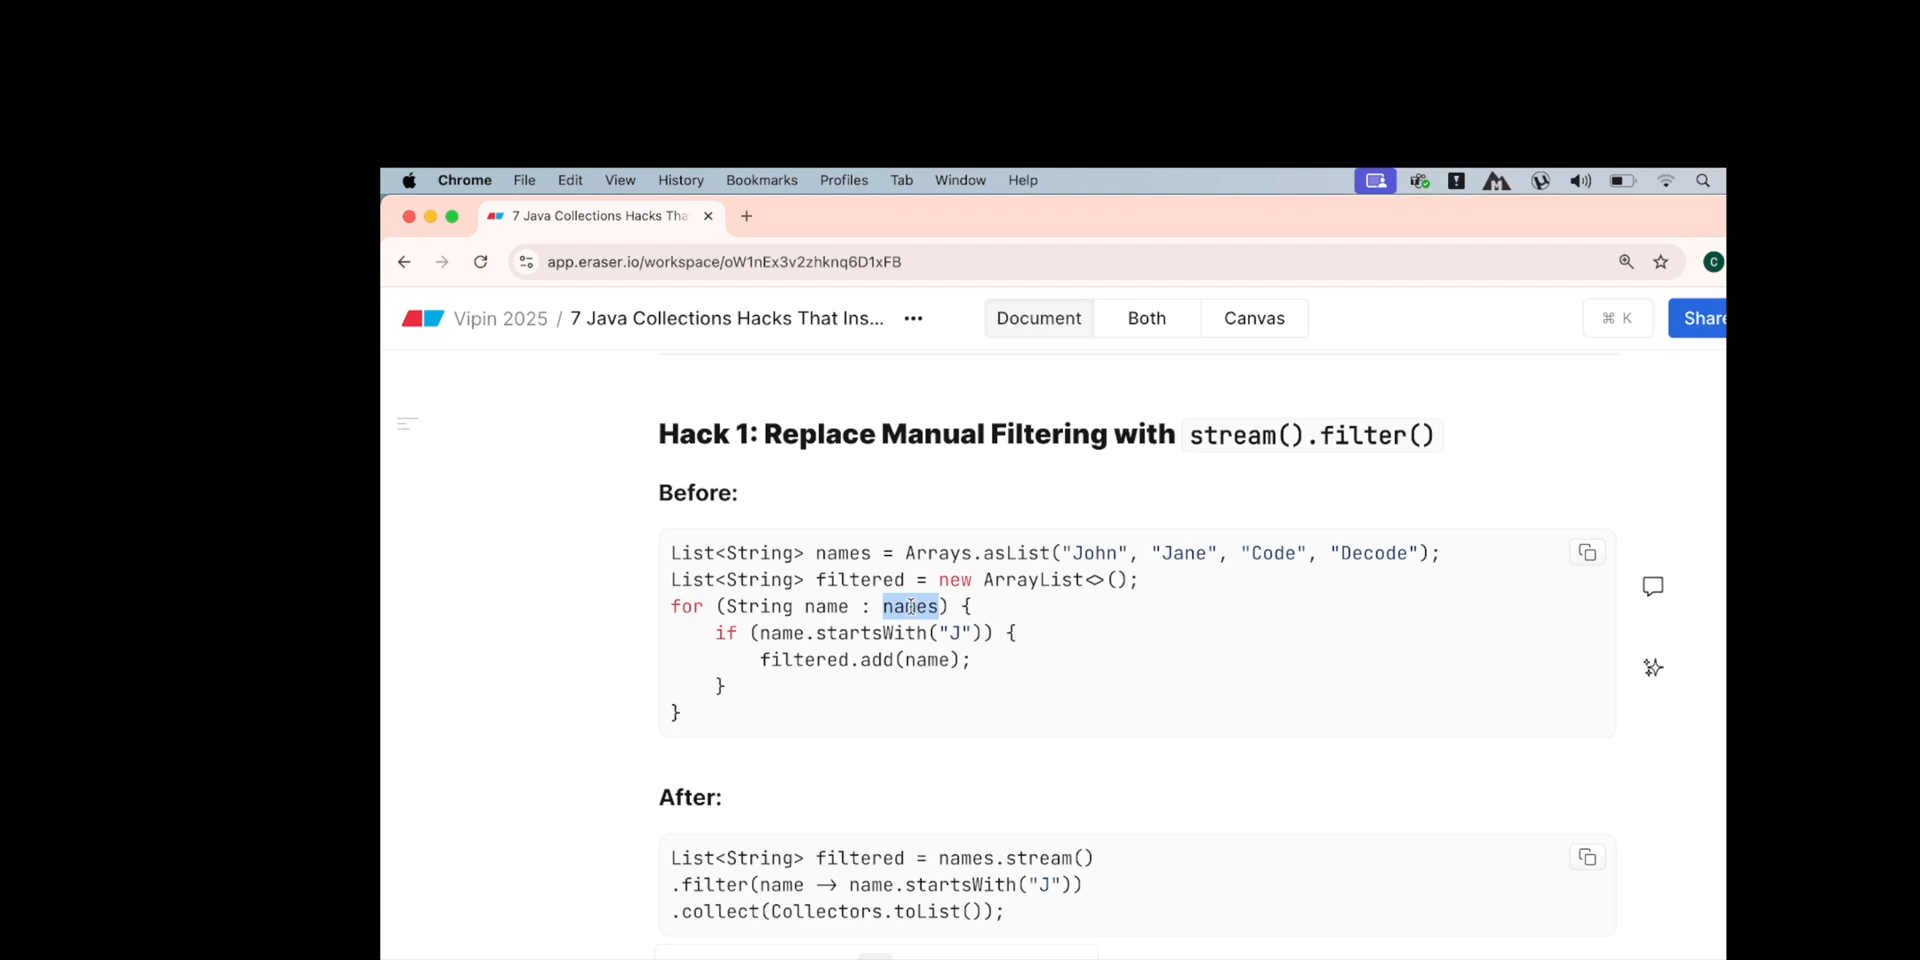 Chrome File Edit View History Bookmarks Profiles Tab Window Help
7 Java Collections Hacks Tha
app.eraser.io/workspace/oW1nEx3v2zhknq6D1xFB
C
Vipin 2025 / 7 Java Collections Hacks That Ins... ••• Document Both Canvas ⌘ K Share
Hack 1: Replace Manual Filtering with stream().filter()
Before:
List<String> names = Arrays.asList("John", "Jane", "Code", "Decode");
List<String> filtered = new ArrayList<>();
for (String name : names) {
    if (name.startsWith("J")) {
        filtered.add(name);
    }
}
After:
List<String> filtered = names.stream()
.filter(name → name.startsWith("J"))
.collect(Collectors.toList());